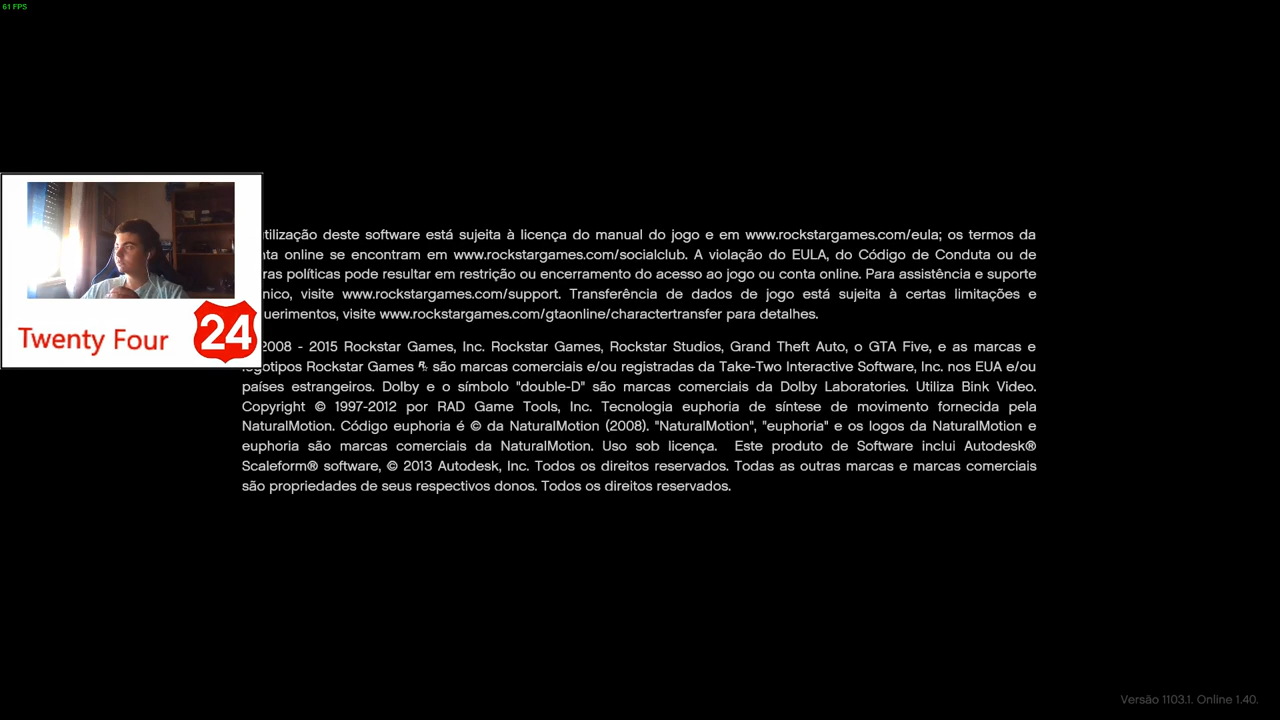 61 FPS
utilização deste software está sujeita à licença do manual do jogo e em www.rockstargames.com/eula; os termos da
online se encontram em www.rockstargames.com/socialclub. A violação do EULA, do Código de Conduta ou de
políticas pode resultar em restrição ou encerramento do acesso ao jogo ou conta online. Para assistência e suporte
visite www.rockstargames.com/support. Transferência de dados de jogo está sujeita à certas limitações e
visite www.rockstargames.com/gtaonline/charactertransfer para detalhes.
Twenty Four
24
2008 - 2015 Rockstar Games, Inc. Rockstar Games, Rockstar Studios, Grand Theft Auto, o GTA Five, e as marcas e
logotipos Rockstar Games são marcas comerciais e/ou registradas da Take-Two Interactive Software, Inc. nos EUA e/ou
países estrangeiros. Dolby e o símbolo "double-D" são marcas comerciais da Dolby Laboratories. Utiliza Bink Video.
Copyright © 1997-2012 por RAD Game Tools, Inc. Tecnologia euphoria de síntese de movimento fornecida pela
NaturalMotion. Código euphoria é © da NaturalMotion (2008). "NaturalMotion", "euphoria" e os logos da NaturalMotion e
euphoria são marcas comerciais da NaturalMotion. Uso sob licença. Este produto de Software inclui Autodesk®
Scaleform® software, © 2013 Autodesk, Inc. Todos os direitos reservados. Todas as outras marcas e marcas comerciais
são propriedades de seus respectivos donos. Todos os direitos reservados.
Versão 1103.1. Online 1.40.